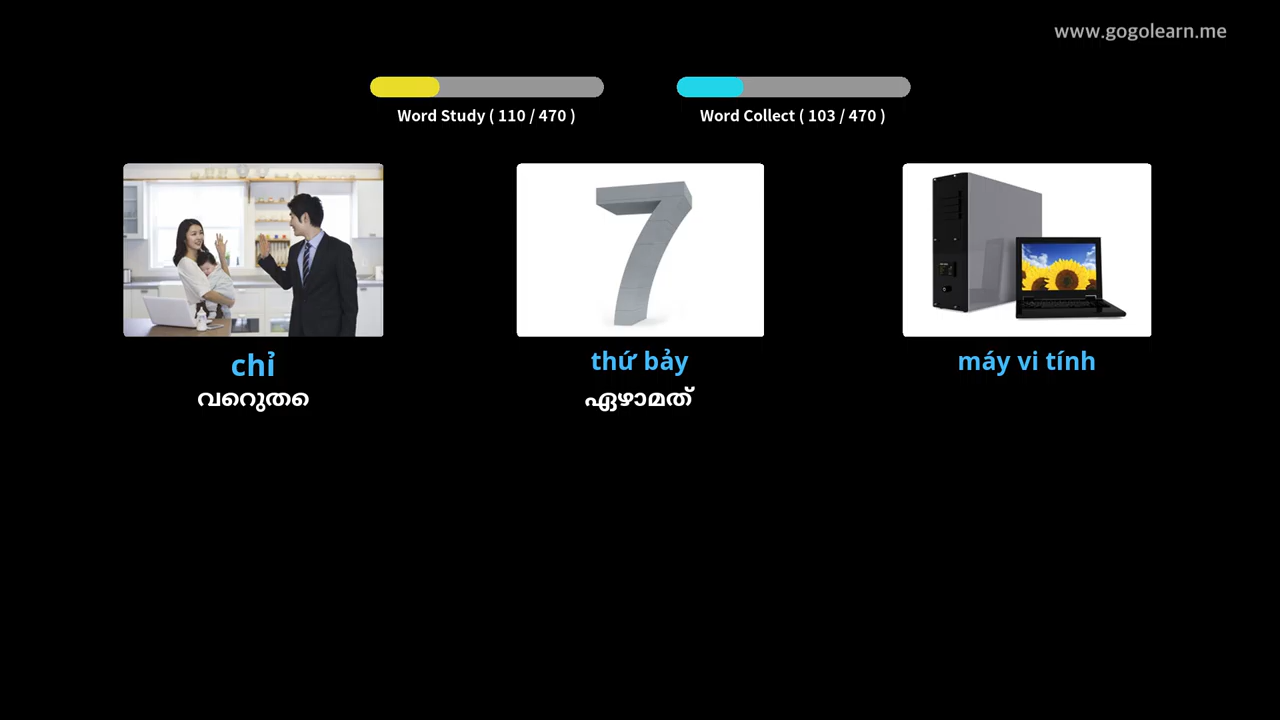 www.gogolearn.me
Word Study ( 110 / 470 )
Word Collect ( 103 / 470 )
chỉ
thứ bảy
máy vi tính
വെറുതെ
ഏഴാമത്